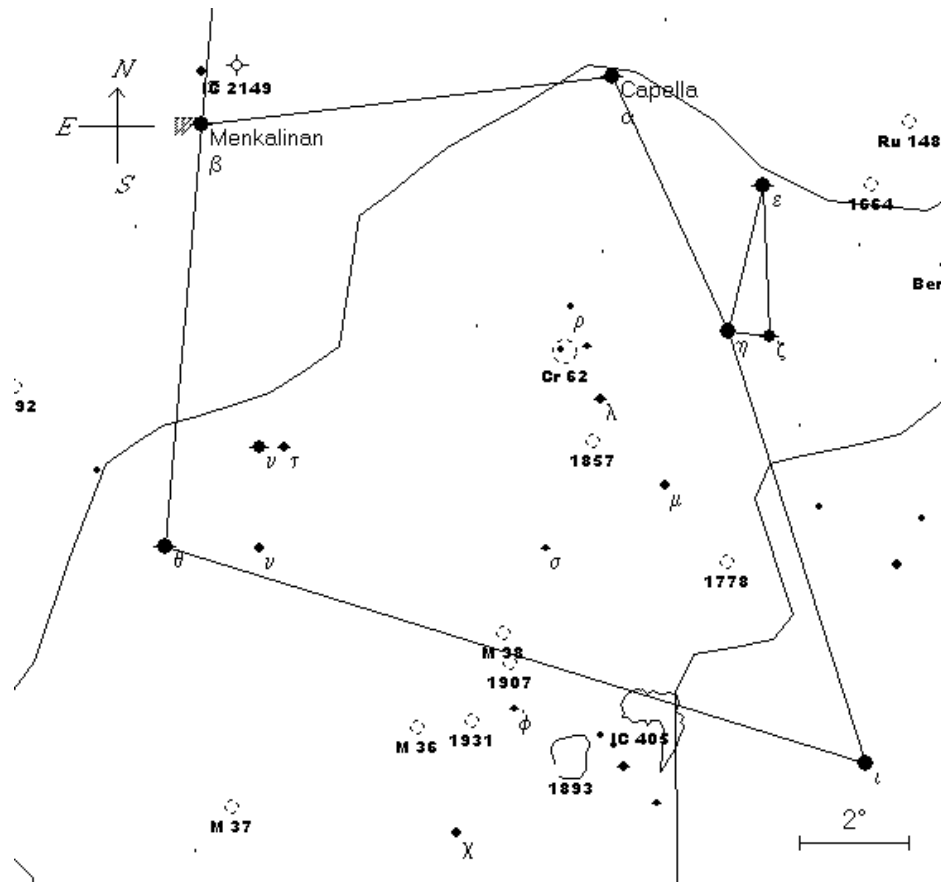 N
IC 2149
E
W
S
Menkalinan
β
Capella
α
Ru 148
ε
1664
Ber
ρ
η
ζ
Cr 62
92
λ
ν
τ
1857
μ
θ
υ
σ
1778
M 38
1907
φ
M 36
1931
IC 405
ι
1893
M 37
2°
χ